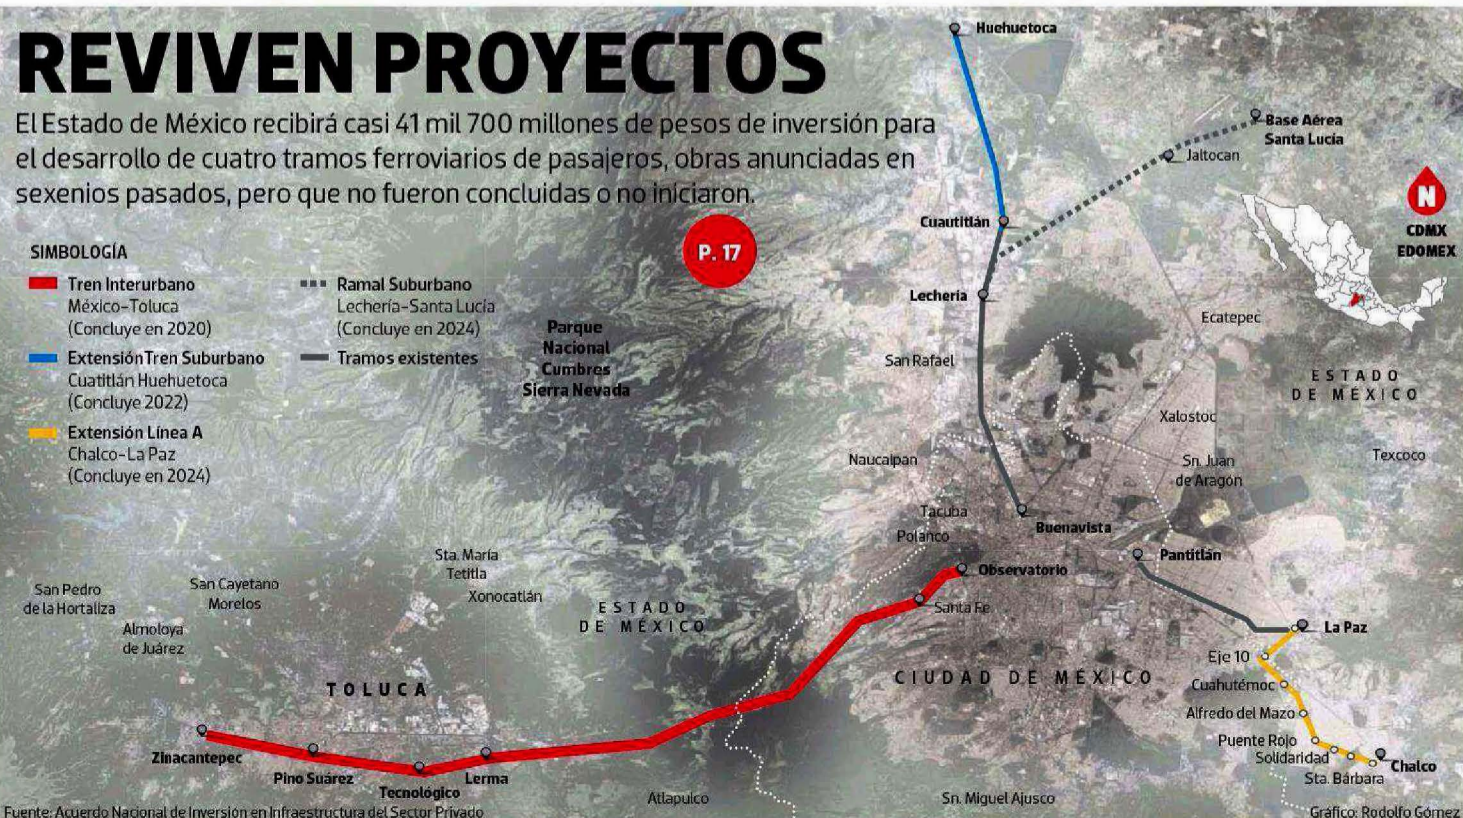 REVIVEN PROYECTOS
El Estado de México recibirá casi 41 mil 700 millones de pesos de inversión para
el desarrollo de cuatro tramos ferroviarios de pasajeros, obras anunciadas en
sexenios pasados, pero que no fueron concluidas o no iniciaron.
P. 17
SIMBOLOGÍA
Tren Interurbano
México-Toluca
(Concluye en 2020)
Extensión Tren Suburbano
Cuatitlán Huehuetoca
(Concluye 2022)
Extensión Línea A
Chalco-La Paz
(Concluye en 2024)
Ramal Suburbano
Lechería-Santa Lucía
(Concluye en 2024)
Tramos existentes
Parque
Nacional
Cumbres
Sierra Nevada
Huehuetoca
Base Aérea
Santa Lucía
Jaltocan
Cuautitlán
Lechería
N
CDMX
EDOMEX
Ecatepec
San Rafael
ESTADO
DE MÉXICO
Xalostoc
Naucalpan
Sn. Juan
de Aragón
Texcoco
Tacuba
Polanco
Buenavista
Pantitlán
Observatorio
Santa Fe
La Paz
Sta. María
Tetitla
Xonocatlán
San Pedro
de la Hortaliza
San Cayetano
Morelos
Almoloya
de Juárez
ESTADO
DE MÉXICO
CIUDAD DE MÉXICO
Eje 10
Cuahutémoc
Alfredo del Mazo
Puente Rojo
Solidaridad
Sta. Bárbara
Chalco
TOLUCA
Zinacantepec
Pino Suárez
Tecnológico
Lerma
Atlapulco
Sn. Miguel Ajusco
Fuente: Acuerdo Nacional de Inversión en Infraestructura del Sector Privado
Gráfico: Rodolfo Gómez